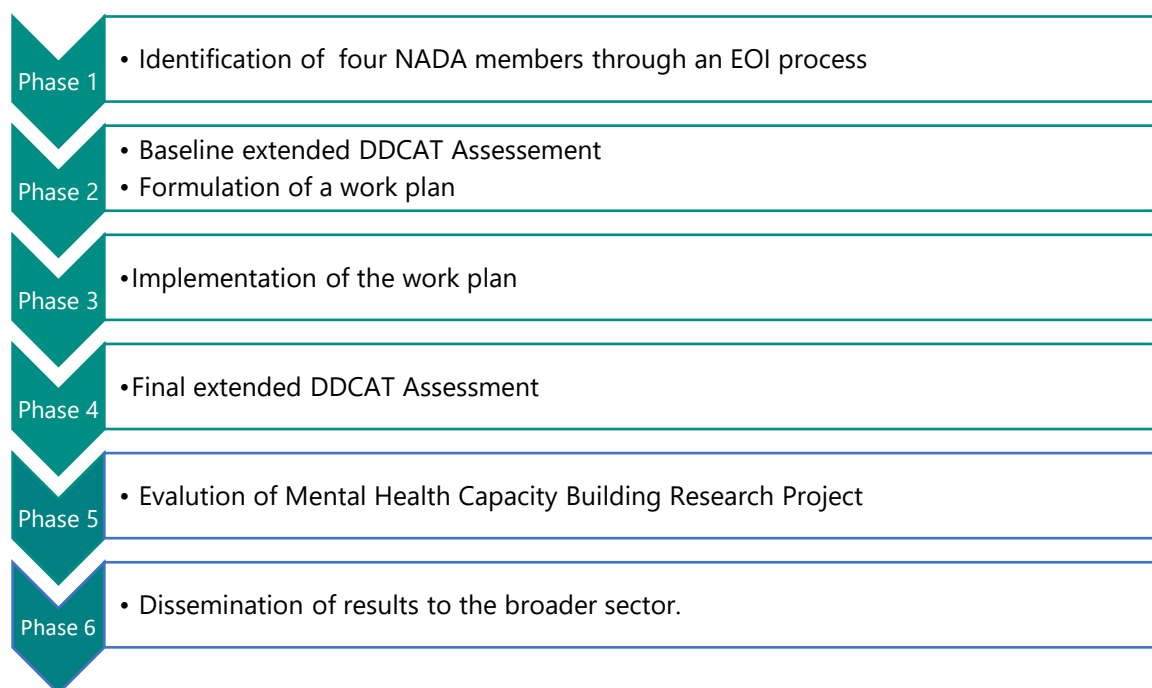 Phase 1
• Identification of four NADA members through an EOI process
Phase 2
• Baseline extended DDCAT Assessement
• Formulation of a work plan
Phase 3
•Implementation of the work plan
Phase 4
•Final extended DDCAT Assessment
Phase 5
• Evalution of Mental Health Capacity Building Research Project
Phase 6
• Dissemination of results to the broader sector.